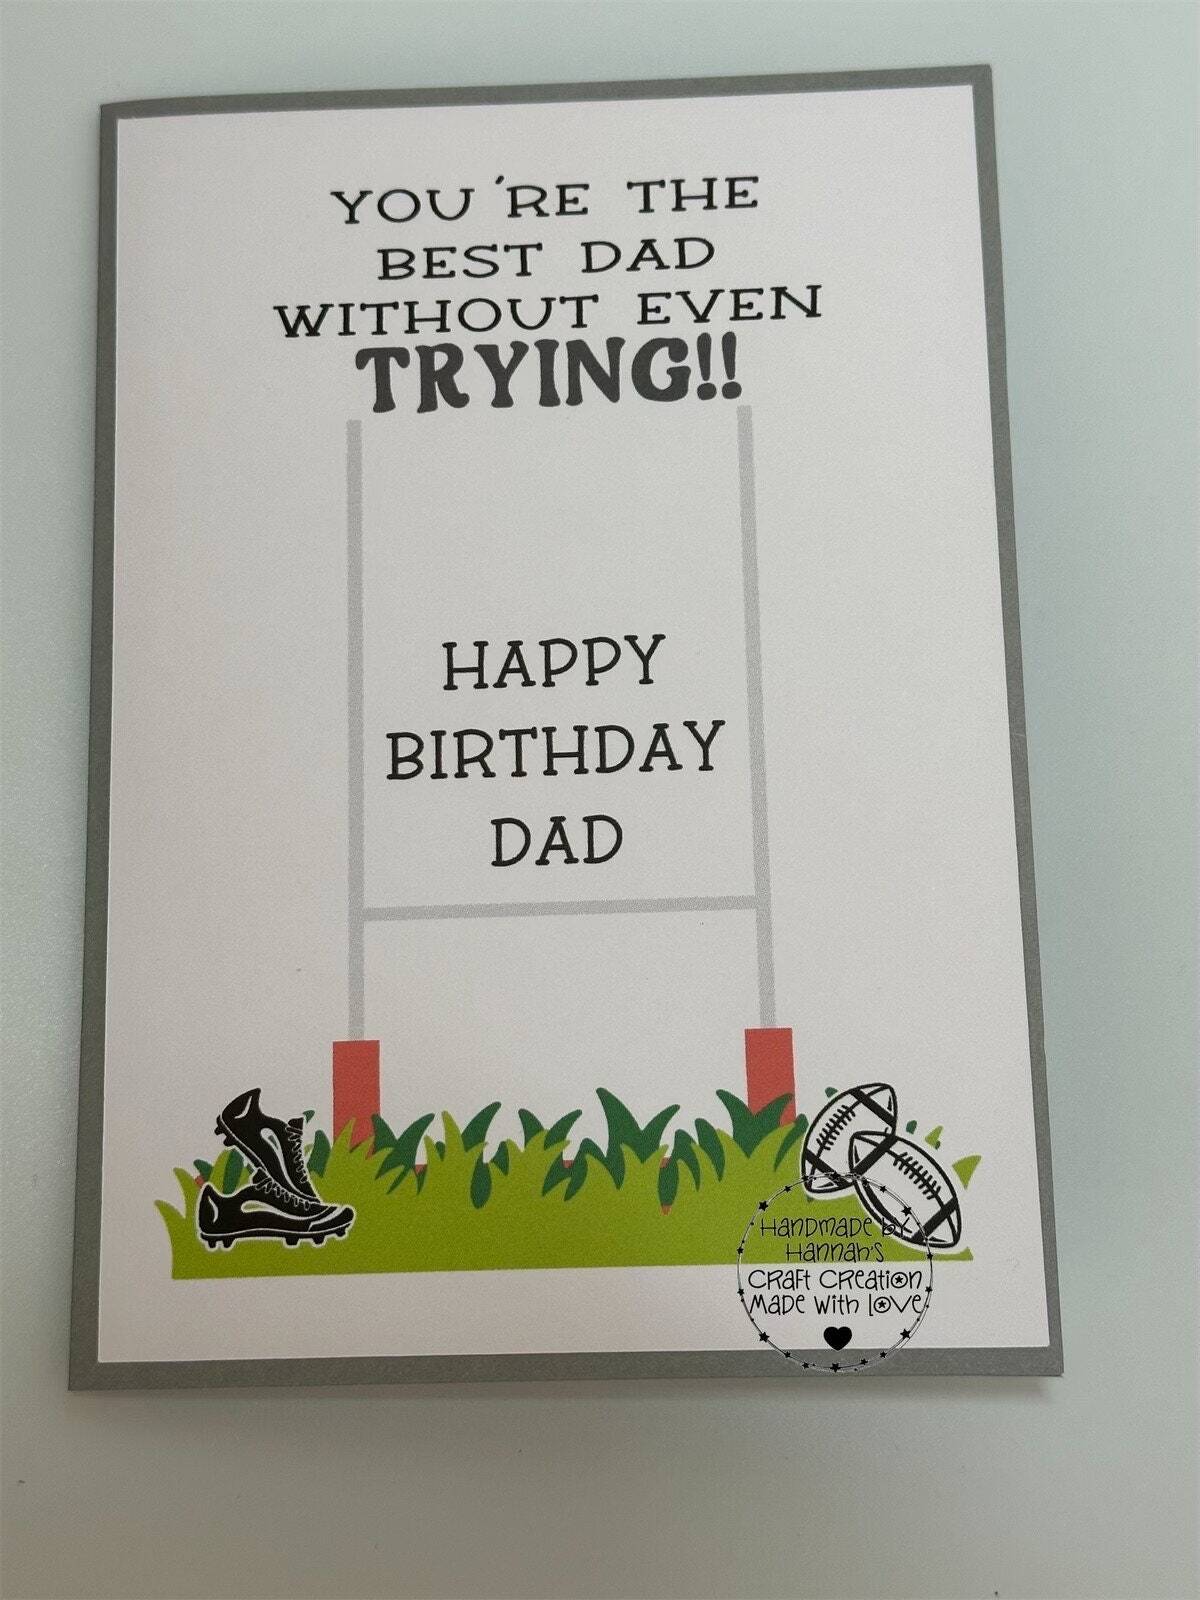 YOU'RE THE
BEST DAD
WITHOUT EVEN
TRYING!!
HAPPY
BIRTHDAY
DAD
HANDMADE by
HANNAH'S
CRAFT CREATION
MADE WITH LOVE